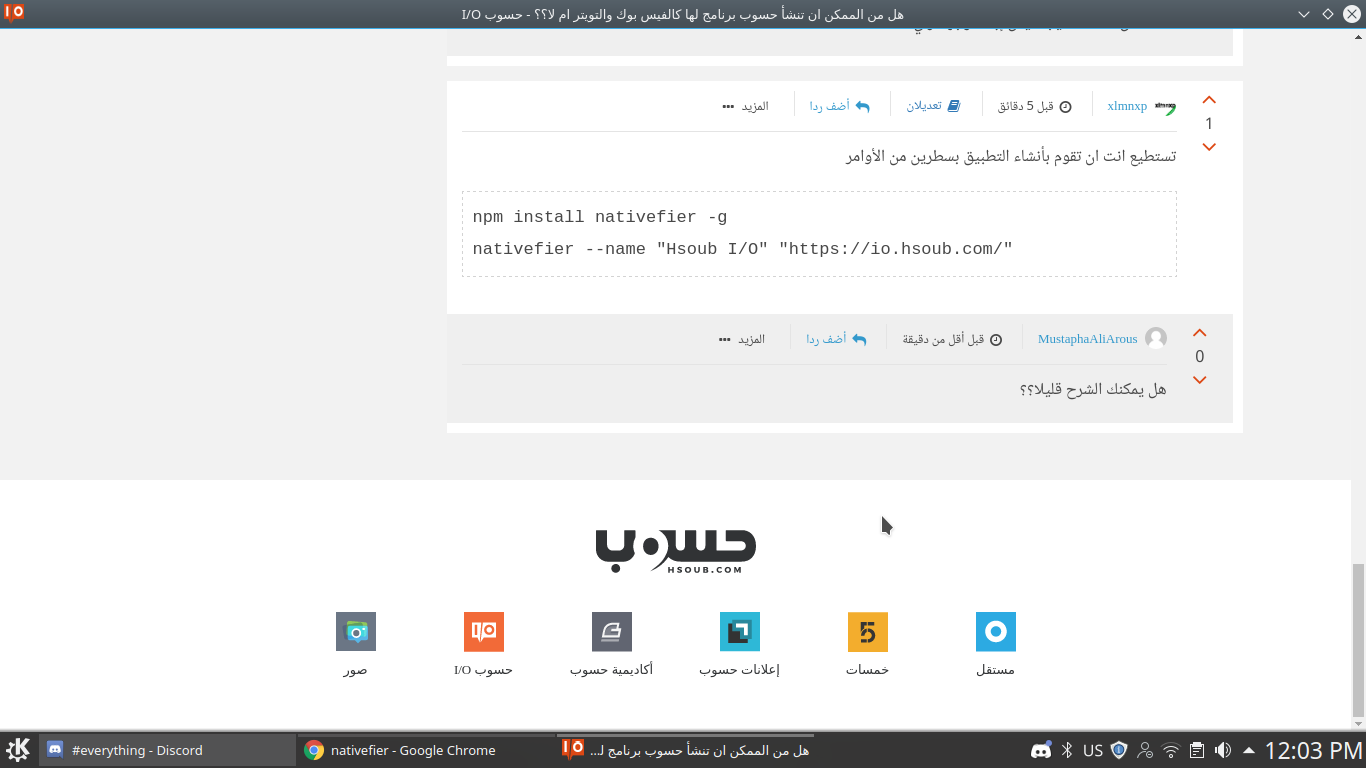 هل من الممكن ان تنشأ حسوب برنامج لها كالفيس بوك والتويتر ام لا؟؟ - حسوب I/O
xlmnxp
قبل 5 دقائق
تعديلان
أضف ردا
المزيد
1
تستطيع انت ان تقوم بأنشاء التطبيق بسطرين من الأوامر
npm install nativefier -g
nativefier --name "Hsoub I/O" "https://io.hsoub.com/"
MustaphaAliArous
قبل أقل من دقيقة
أضف ردا
المزيد
0
هل يمكنك الشرح قليلا؟؟
حسوب
HSOUB.COM
مستقل
خمسات
إعلانات حسوب
أكاديمية حسوب
حسوب I/O
صور
#everything - Discord
nativefier - Google Chrome
هل من الممكن ان تنشأ حسوب برنامج ل...
US
12:03 PM